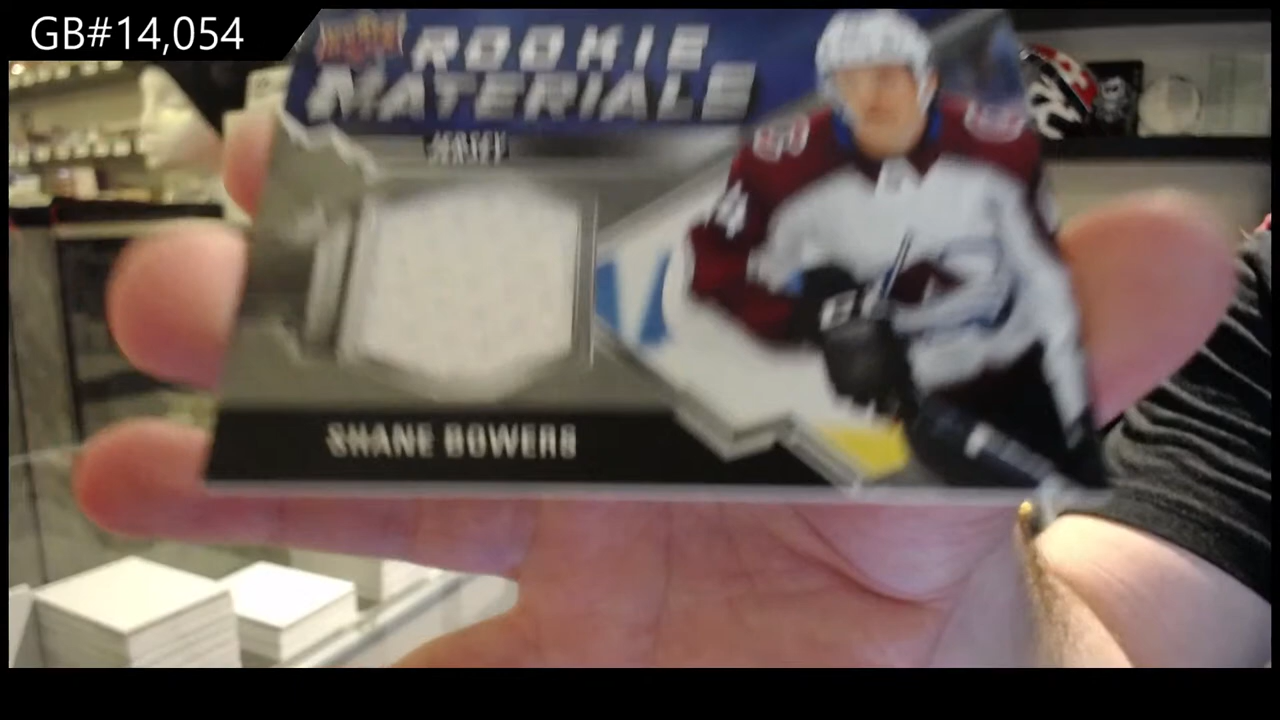 GB#14,054
ROOKIE
MATERIALS
JERSEY
SHANE BOWERS